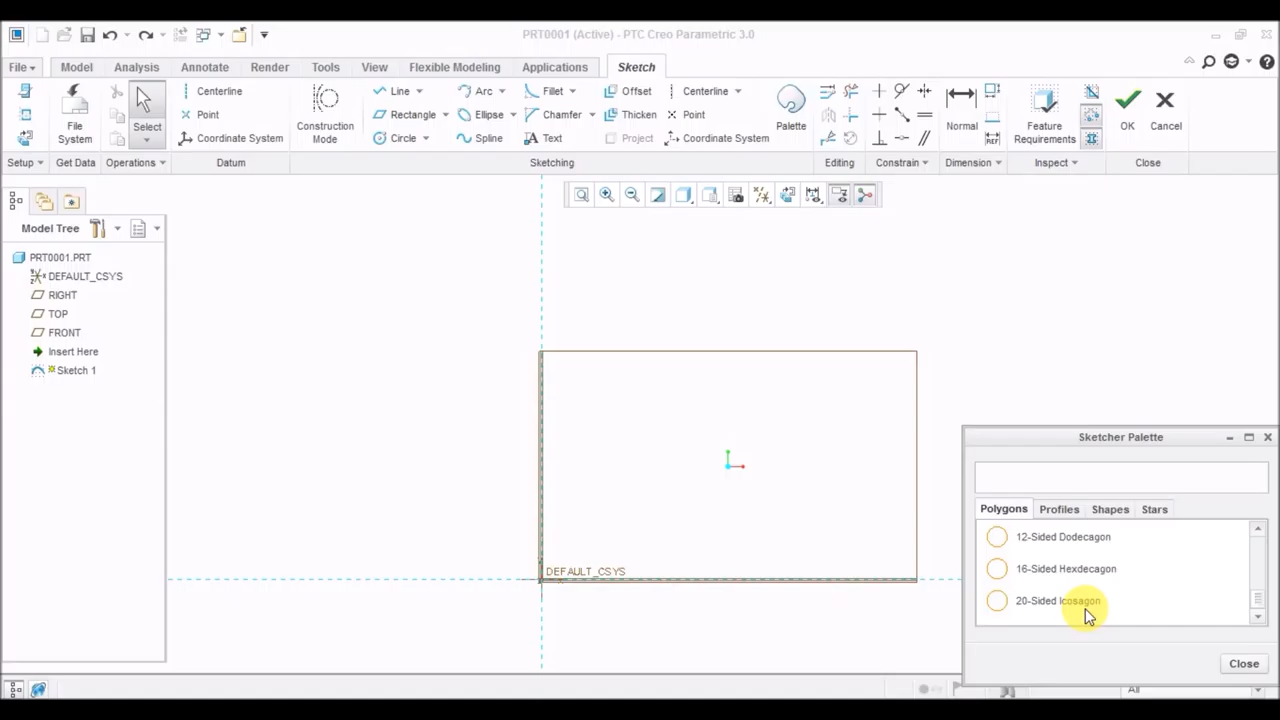 PRT0001 (Active) - PTC Creo Parametric 3.0
File Model Analysis Annotate Render Tools View Flexible Modeling Applications Sketch
Centerline Line Arc Fillet Offset Centerline
Point Rectangle Ellipse Chamfer Thicken Point
Coordinate System Circle Spline Text Project Coordinate System
File System
Select
Construction Mode
Palette
Normal
Feature Requirements
OK
Cancel
Setup Get Data Operations Datum Sketching Editing Constrain Dimension Inspect Close
Model Tree
PRT0001.PRT
DEFAULT_CSYS
RIGHT
TOP
FRONT
Insert Here
Sketch 1
DEFAULT_CSYS
Sketcher Palette
Polygons Profiles Shapes Stars
12-Sided Dodecagon
16-Sided Hexdecagon
20-Sided Icosagon
Close
All